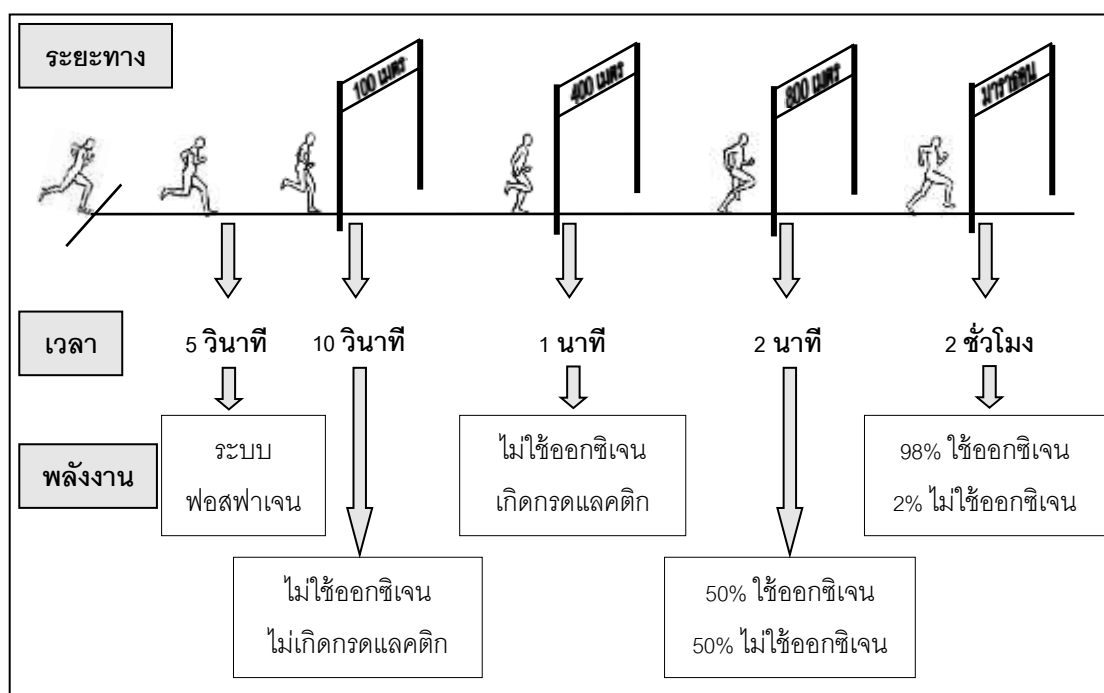 ระยะทาง
100 เมตร
400 เมตร
800 เมตร
มาราธอน
เวลา
5 วินาที
10 วินาที
1 นาที
2 นาที
2 ชั่วโมง
พลังงาน
ระบบ
ฟอสฟาเจน
ไม่ใช้ออกซิเจน
เกิดกรดแลคติก
98% ใช้ออกซิเจน
2% ไม่ใช้ออกซิเจน
ไม่ใช้ออกซิเจน
ไม่เกิดกรดแลคติก
50% ใช้ออกซิเจน
50% ไม่ใช้ออกซิเจน